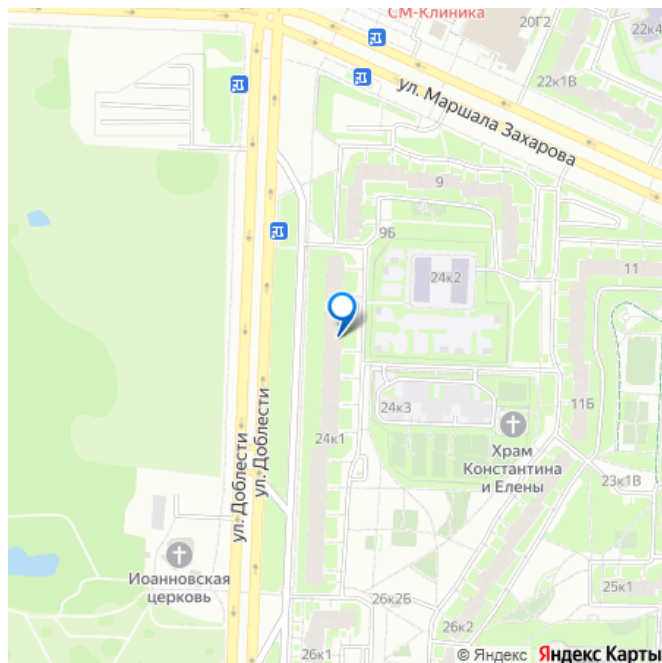 СМ-Клиника
20Г2
22к4
22к1В
ул. Маршала Захарова
9
9Б
24к2
11
24к3
11Б
24к1
Храм
Константина
и Елены
23к1В
ул. Доблести
ул. Доблести
Иоанновская
церковь
25к1
26к2Б
26к2
26к1
© Яндекс Яндекс Карты